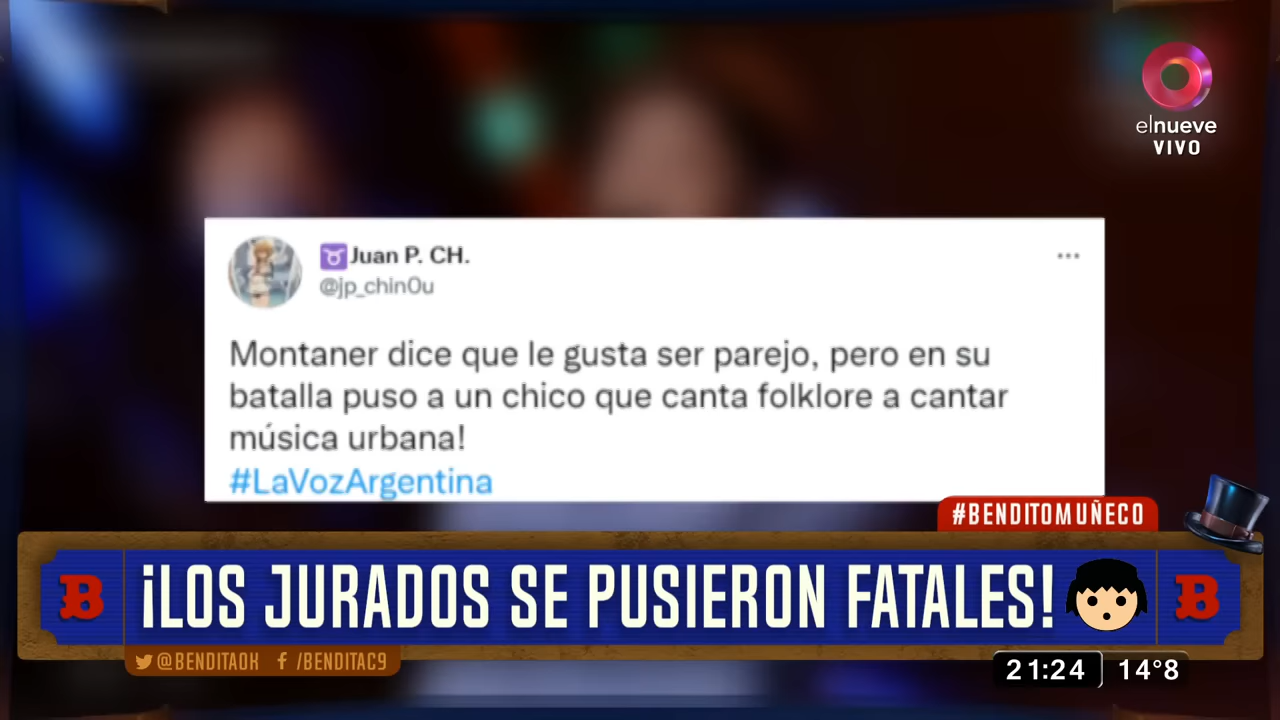 elnueve
VIVO
Juan P. CH.
@jp_chin0u
Montaner dice que le gusta ser parejo, pero en su
batalla puso a un chico que canta folklore a cantar
música urbana!
#LaVozArgentina
#BENDITOMUÑECO
B
¡LOS JURADOS SE PUSIERON FATALES!
B
@BENDITAOK
/BENDITAC9
21:24
14°8